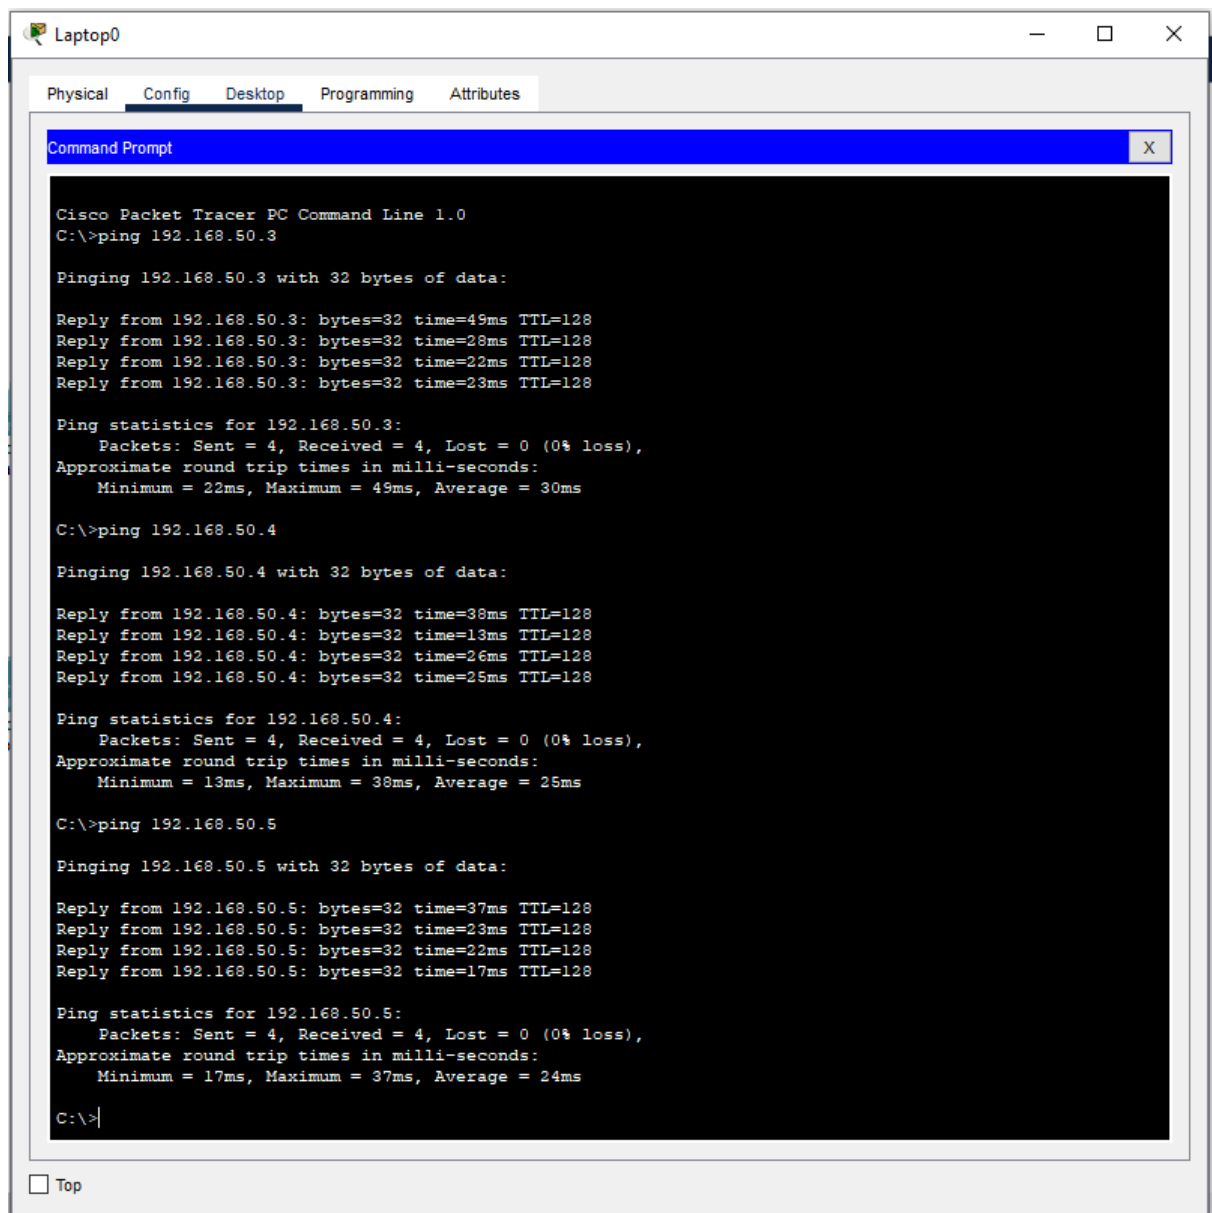 Laptop0
Physical Config Desktop Programming Attributes
Command Prompt X
Cisco Packet Tracer PC Command Line 1.0
C:\>ping 192.168.50.3
Pinging 192.168.50.3 with 32 bytes of data:
Reply from 192.168.50.3: bytes=32 time=49ms TTL=128
Reply from 192.168.50.3: bytes=32 time=28ms TTL=128
Reply from 192.168.50.3: bytes=32 time=22ms TTL=128
Reply from 192.168.50.3: bytes=32 time=23ms TTL=128
Ping statistics for 192.168.50.3:
Packets: Sent = 4, Received = 4, Lost = 0 (0% loss),
Approximate round trip times in milli-seconds:
Minimum = 22ms, Maximum = 49ms, Average = 30ms
C:\>ping 192.168.50.4
Pinging 192.168.50.4 with 32 bytes of data:
Reply from 192.168.50.4: bytes=32 time=38ms TTL=128
Reply from 192.168.50.4: bytes=32 time=13ms TTL=128
Reply from 192.168.50.4: bytes=32 time=26ms TTL=128
Reply from 192.168.50.4: bytes=32 time=25ms TTL=128
Ping statistics for 192.168.50.4:
Packets: Sent = 4, Received = 4, Lost = 0 (0% loss),
Approximate round trip times in milli-seconds:
Minimum = 13ms, Maximum = 38ms, Average = 25ms
C:\>ping 192.168.50.5
Pinging 192.168.50.5 with 32 bytes of data:
Reply from 192.168.50.5: bytes=32 time=37ms TTL=128
Reply from 192.168.50.5: bytes=32 time=23ms TTL=128
Reply from 192.168.50.5: bytes=32 time=22ms TTL=128
Reply from 192.168.50.5: bytes=32 time=17ms TTL=128
Ping statistics for 192.168.50.5:
Packets: Sent = 4, Received = 4, Lost = 0 (0% loss),
Approximate round trip times in milli-seconds:
Minimum = 17ms, Maximum = 37ms, Average = 24ms
C:\>
Top